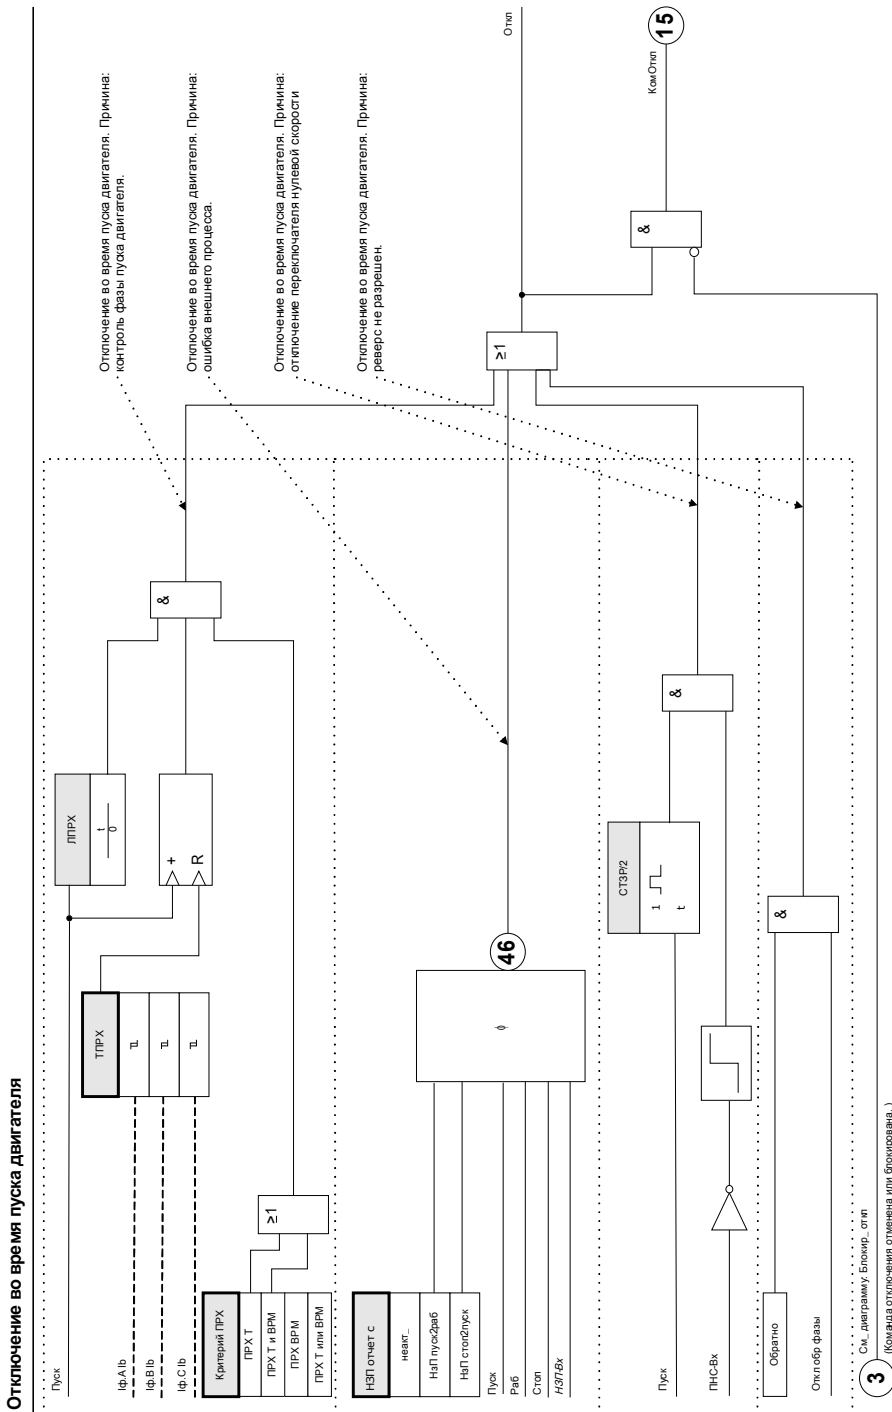 Отключение во время пуска двигателя
Пуск
Iф.A Ib
Iф.B Ib
Iф.C Ib
ТПРХ
ЛПРХ
t
0
+
R
&
Критерий ПРХ
ПРХ Т
ПРХ Т и ВРМ
ПРХ ВРМ
ПРХ Т или ВРМ
≥1
Отключение во время пуска двигателя. Причина:
контроль фазы пуска двигателя.
Отключение во время пуска двигателя. Причина:
ошибка внешнего процесса.
Отключение во время пуска двигателя. Причина:
отключение переключателя нулевой скорости
Отключение во время пуска двигателя. Причина:
реверс не разрешен.
НЗП отчет с
неакт_
НзП пуск2раб
НзП стоп2пуск
Пуск
Раб
Стоп
НЗП-Вх
ϕ
46
≥1
Откл
&
КомОткл
15
Пуск
СТЗР/2
1
t
&
ПНС-Вх
Обратно
Откл обр фазы
&
3
См_ диаграмму: Блокир_ откл
(Команда отключения отменена или блокирована. )